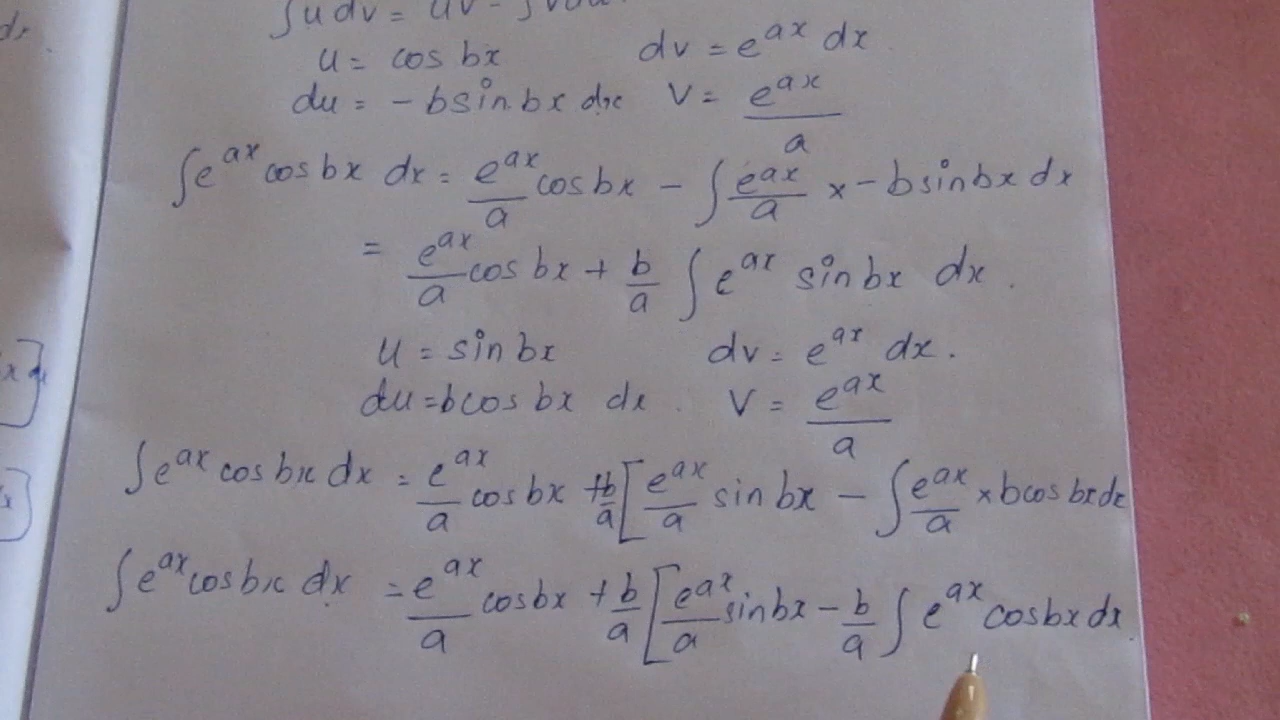 ∫u dv = uv - ∫v du
u = cos bx    dv = e^{ax} dx
du = - b sin bx dx    V = e^{ax}/a
∫e^{ax} cos bx dx = e^{ax}/a cos bx - ∫ e^{ax}/a x - b sin bx dx
= e^{ax}/a cos bx + b/a ∫ e^{ax} sin bx dx .
u = sin bx    dv = e^{ax} dx .
du = b cos bx dx .    V = e^{ax}/a
∫e^{ax} cos bx dx = e^{ax}/a cos bx + b/a [ e^{ax}/a sin bx - ∫ e^{ax}/a × b cos bx dx
∫e^{ax} cos bx dx = e^{ax}/a cos bx + b/a [ e^{ax}/a sin bx - b/a ∫ e^{ax} cos bx dx